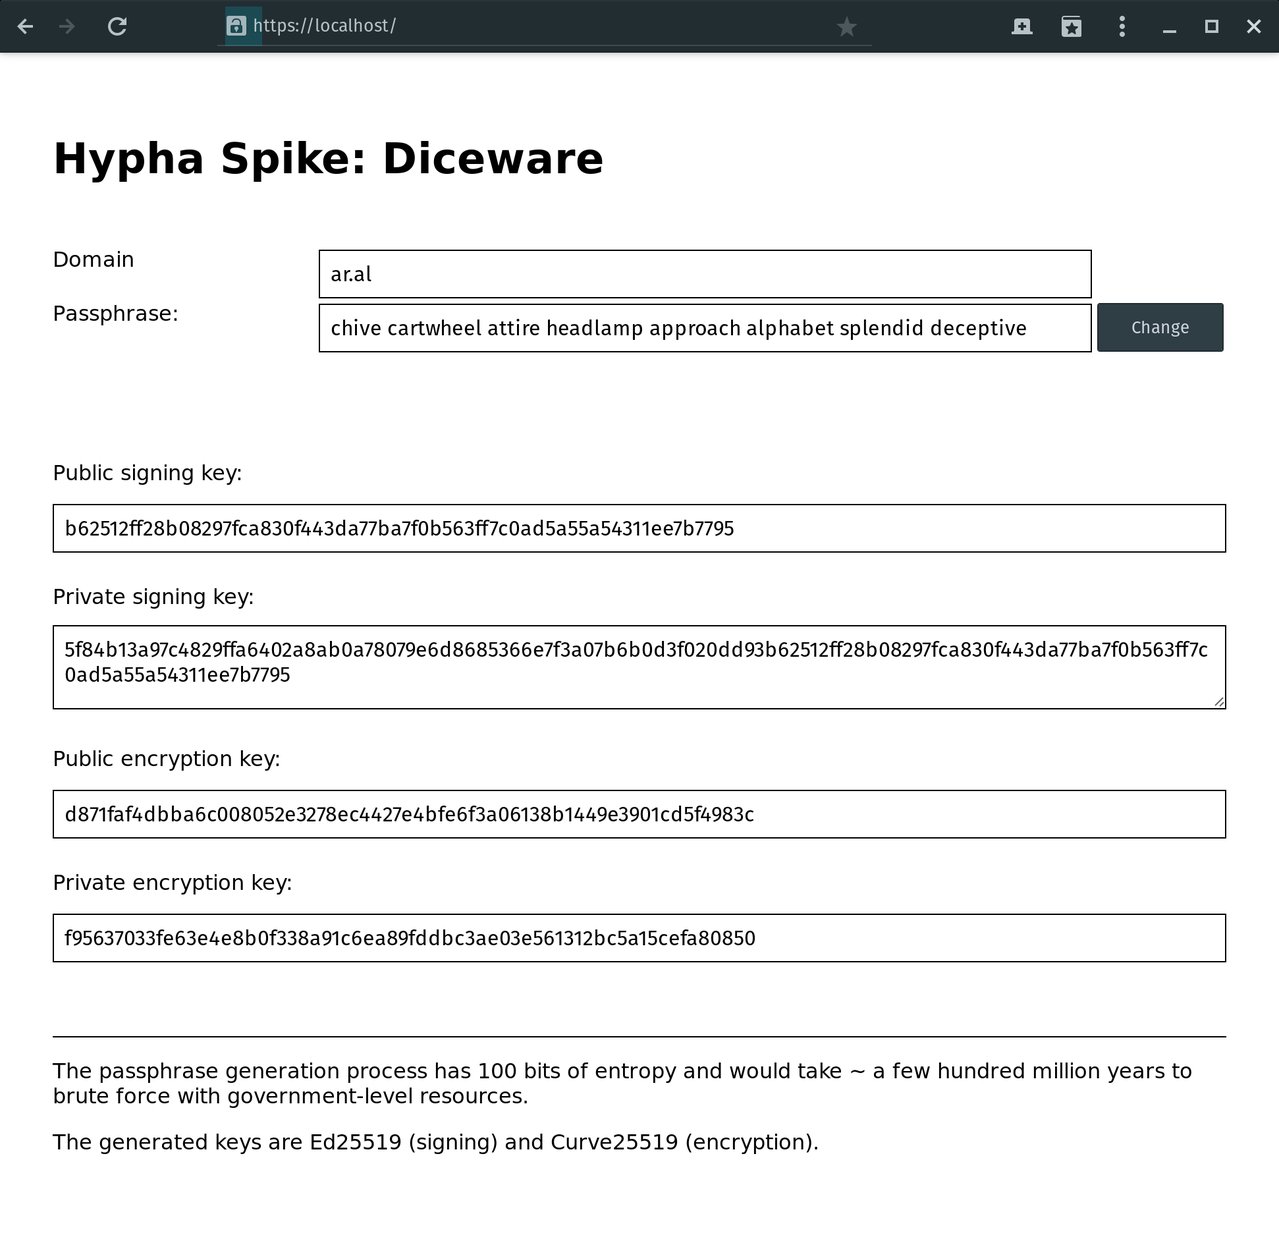 https://localhost/
Hypha Spike: Diceware
Domain
ar.al
Passphrase:
chive cartwheel attire headlamp approach alphabet splendid deceptive
Change
Public signing key:
b62512ff28b08297fca830f443da77ba7f0b563ff7c0ad5a55a54311ee7b7795
Private signing key:
5f84b13a97c4829ffa6402a8ab0a78079e6d8685366e7f3a07b6b0d3f020dd93b62512ff28b08297fca830f443da77ba7f0b563ff7c
0ad5a55a54311ee7b7795
Public encryption key:
d871faf4dbba6c008052e3278ec4427e4bfe6f3a06138b1449e3901cd5f4983c
Private encryption key:
f95637033fe63e4e8b0f338a91c6ea89fddbc3ae03e561312bc5a15cefa80850
The passphrase generation process has 100 bits of entropy and would take ~ a few hundred million years to
brute force with government-level resources.
The generated keys are Ed25519 (signing) and Curve25519 (encryption).